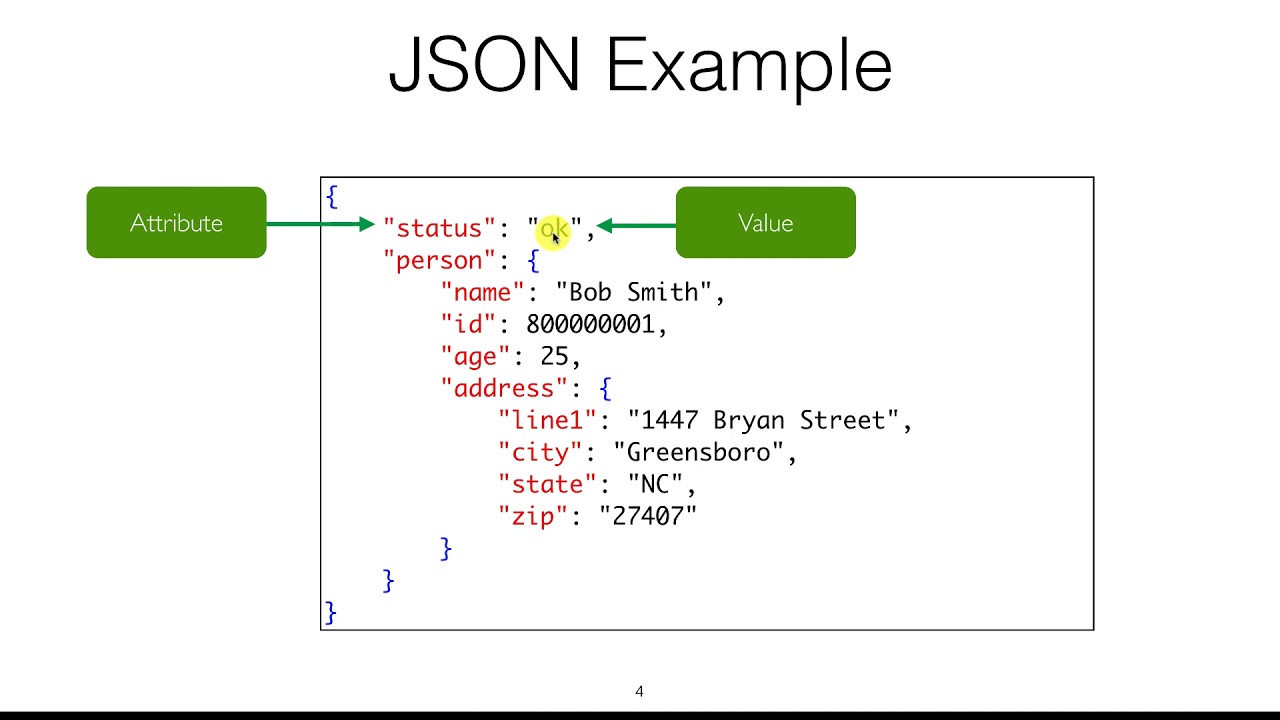 JSON Example
Attribute
Value
{
"status": "ok",
"person": {
"name": "Bob Smith",
"id": 800000001,
"age": 25,
"address": {
"line1": "1447 Bryan Street",
"city": "Greensboro",
"state": "NC",
"zip": "27407"
}
}
}
4